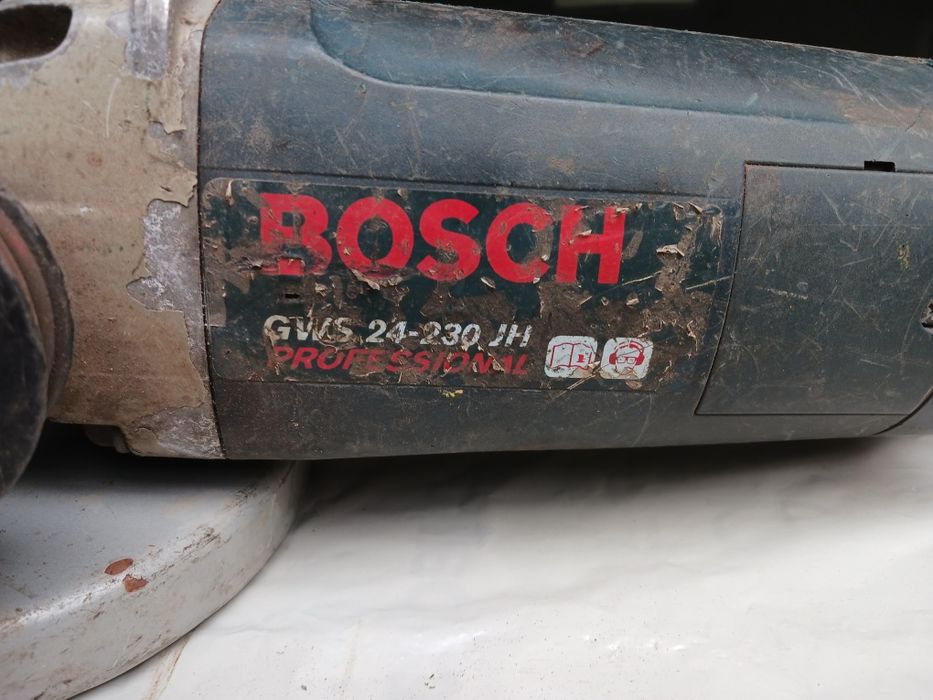 BOSCH
GWS 24-230 JH
PROFESSIONAL